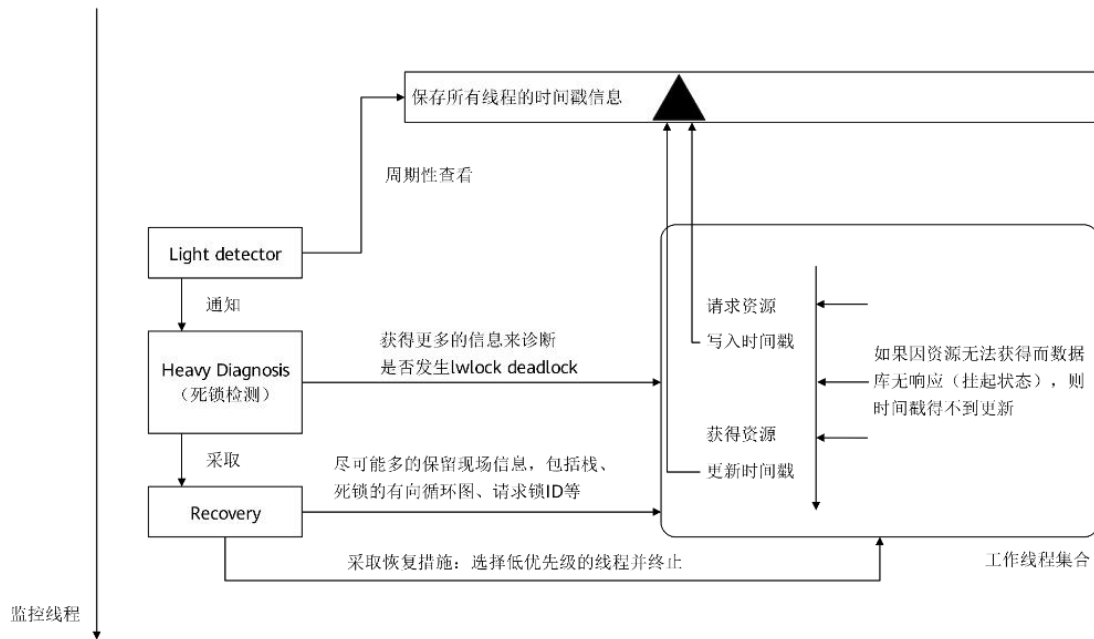 保存所有线程的时间戳信息
周期性查看
Light detector
通知
Heavy Diagnosis
（死锁检测）
获得更多的信息来诊断
是否发生lwlock deadlock
采取
Recovery
尽可能多的保留现场信息，包括栈、
死锁的有向循环图、请求锁ID等
采取恢复措施：选择低优先级的线程并终止
请求资源
写入时间戳
获得资源
更新时间戳
如果因资源无法获得而数据
库无响应（挂起状态），则
时间戳得不到更新
工作线程集合
监控线程